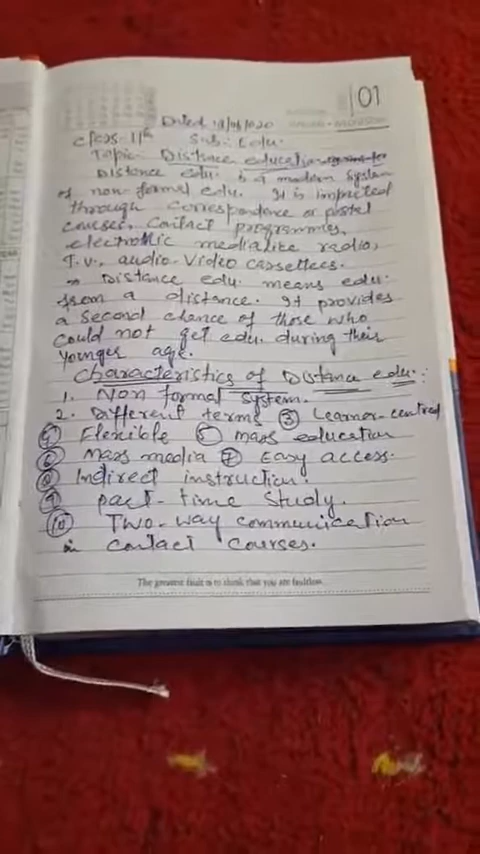 01
Dated
Class-11th Sub: Edu.
Topic- Distance education
Distance edu. is a modern system
of non formal edu. It is imparted
through correspondence or postel
courses, Contact programmes,
electronic media like radio,
T.V., audio-Video cassettees.
→ Distance edu. means edu.
from a distance. It provides
a second chance of those who
could not get edu. during their
younger age.
Characteristics of Distance edu.:
1. Non formal system.
2. Different terms ③ Learner-centred
④ Flexible ⑤ mass education
⑥ Mass media ⑦ Easy access.
⑧ Indirect instruction.
⑨ part-time study.
⑩ Two-way communication
in contact courses.
The greatest fault is to think that you are faultless.